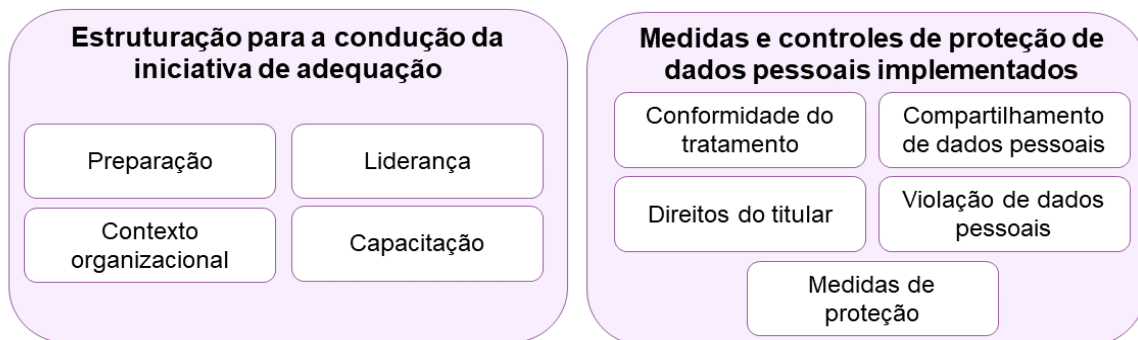 Estruturação para a condução da
iniciativa de adequação
Preparação
Liderança
Contexto
organizacional
Capacitação
Medidas e controles de proteção de
dados pessoais implementados
Conformidade do
tratamento
Compartilhamento
de dados pessoais
Direitos do titular
Violação de dados
pessoais
Medidas de
proteção